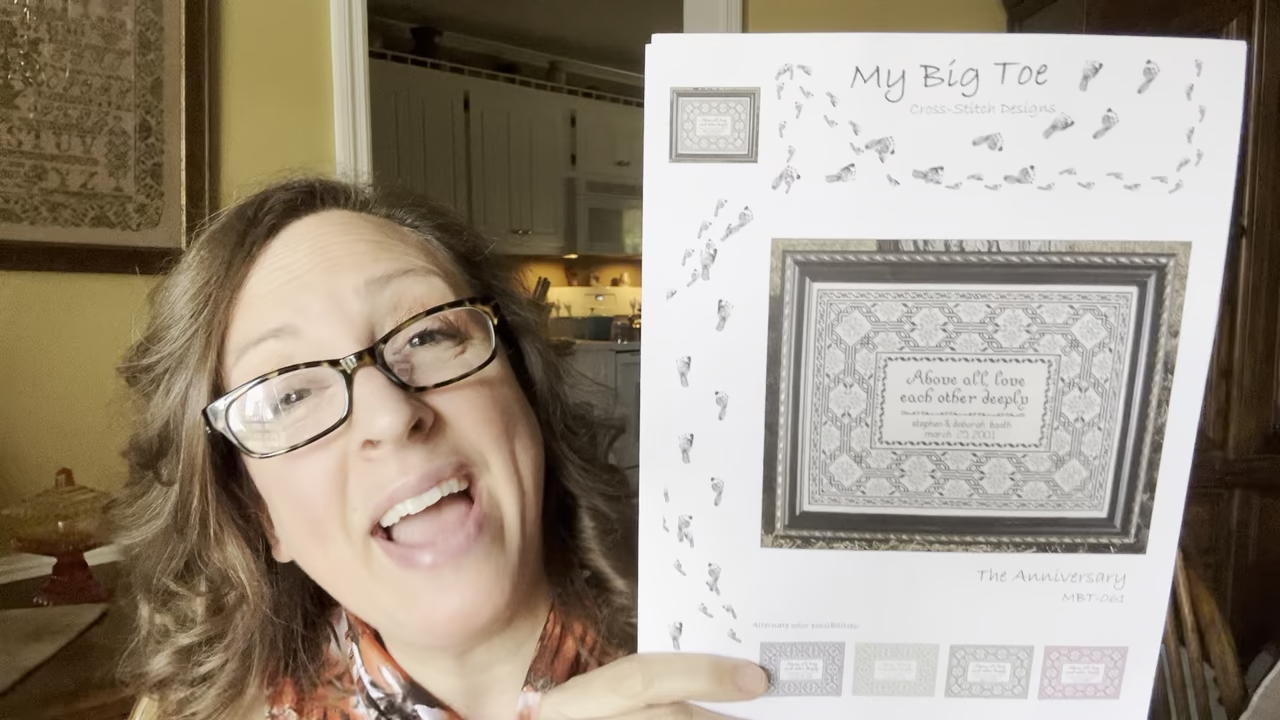 My Big Toe
Cross-Stitch Designs
Above all, love
each other deeply
stephen & deborah booth
march 25, 2001
The Anniversary
MBT-061
Alternate color possibilities: